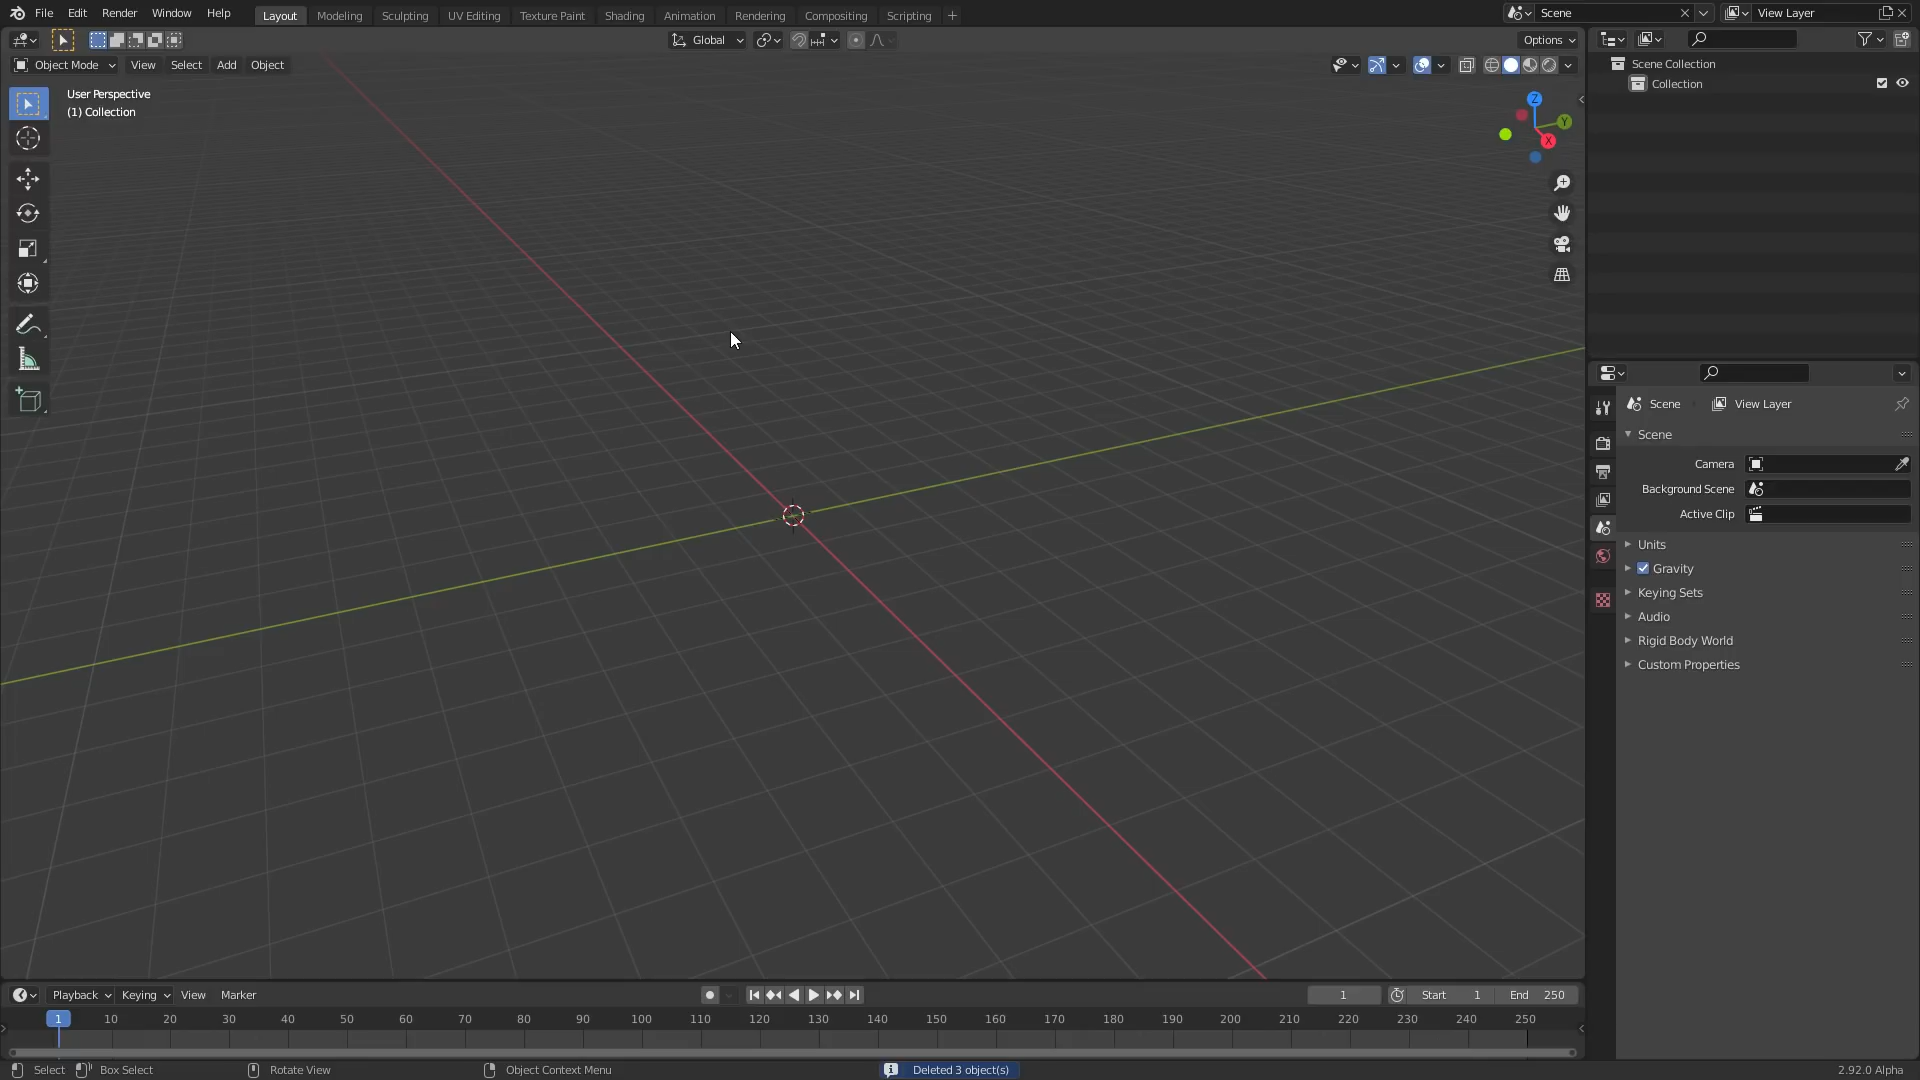 File Edit Render Window Help Layout Modeling Sculpting UV Editing Texture Paint Shading Animation Rendering Compositing Scripting Scene View Layer
Global Options
Object Mode View Select Add Object
User Perspective
(1) Collection
Z
Y
X
Scene Collection
Collection
Scene View Layer
Scene
Camera
Background Scene
Active Clip
Units
Gravity
Keying Sets
Audio
Rigid Body World
Custom Properties
Playback Keying View Marker 1 Start 1 End 250
1 10 20 30 40 50 60 70 80 90 100 110 120 130 140 150 160 170 180 190 200 210 220 230 240 250
Select Box Select Rotate View Object Context Menu Deleted 3 object(s) 2.92.0 Alpha